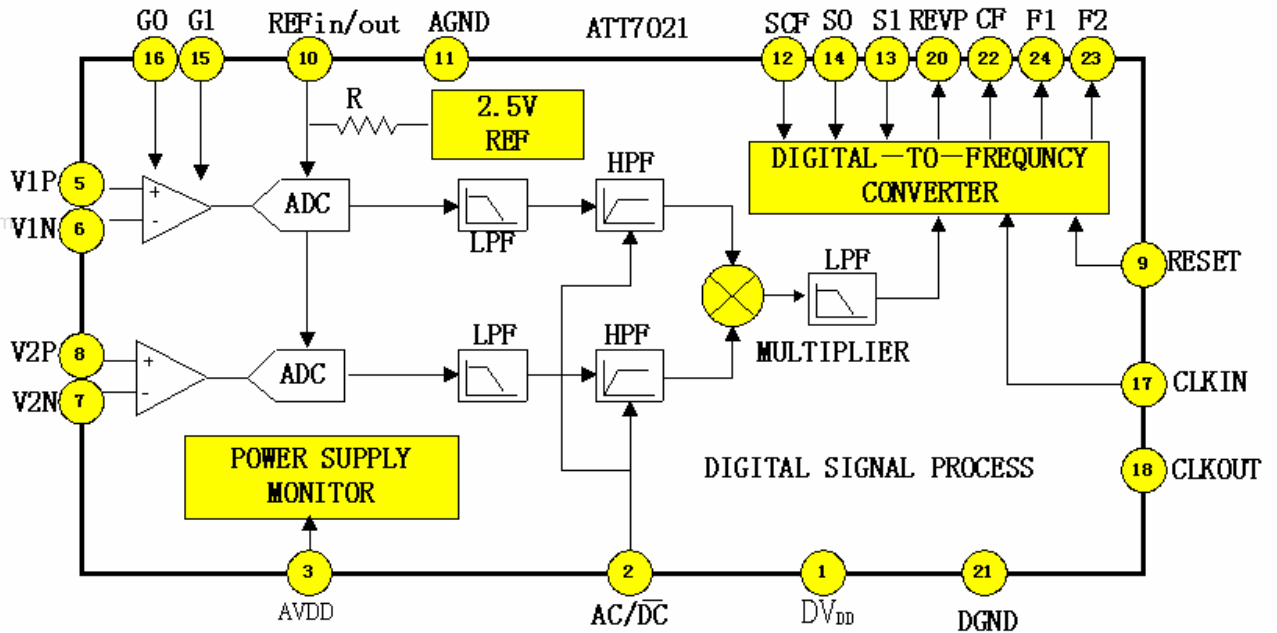 G0 G1 REFin/out AGND ATT7021 SCF S0 S1 REVP CF F1 F2
16 15 10 11 12 14 13 20 22 24 23
R
2.5V
REF
DIGITAL-TO-FREQUNCY
CONVERTER
HPF
V1P 5
+
ADC
-
V1N 6
LPF
LPF
9 RESET
LPF
HPF
V2P 8
+
MULTIPLIER
ADC
-
V2N 7
17 CLKIN
POWER SUPPLY
MONITOR
DIGITAL SIGNAL PROCESS
18 CLKOUT
3 2 1 21
AVDD AC/D̅C̅ DVDD DGND